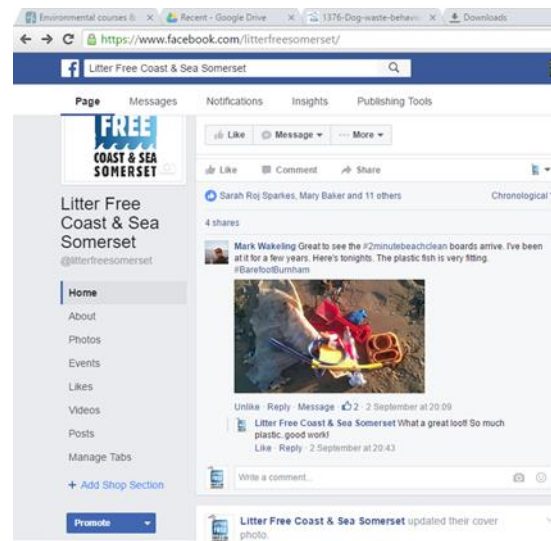 Environmental courses &
Recent - Google Drive
1376-Dog-waste-behavi
Downloads
https://www.facebook.com/litterfreesomerset/
Litter Free Coast & Sea Somerset
Page Messages Notifications Insights Publishing Tools
FREE
COAST & SEA
SOMERSET
Litter Free
Coast & Sea
Somerset
@litterfreesomerset
Home
About
Photos
Events
Likes
Videos
Posts
Manage Tabs
+ Add Shop Section
Promote
Like Message More
Like Comment Share
Sarah Roj Sparkes, Mary Baker and 11 others Chronological
4 shares
Mark Wakeling Great to see the #2minutebeachclean boards arrive. I've been
at it for a few years. Here's tonights. The plastic fish is very fitting.
#BarefootBurnham
Unlike · Reply · Message · 2 · 2 September at 20:09
Litter Free Coast & Sea Somerset What a great loot! So much
plastic..good work!
Like · Reply · 2 September at 20:43
Write a comment...
Litter Free Coast & Sea Somerset updated their cover
photo.